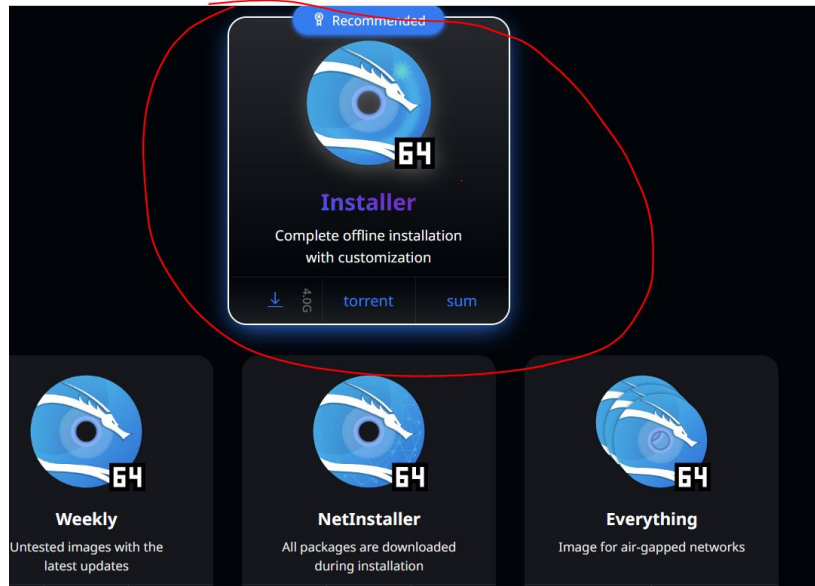 Recommended
64
Installer
Complete offline installation
with customization
4.0G
torrent
sum
64
Weekly
Untested images with the
latest updates
64
NetInstaller
All packages are downloaded
during installation
64
Everything
Image for air-gapped networks